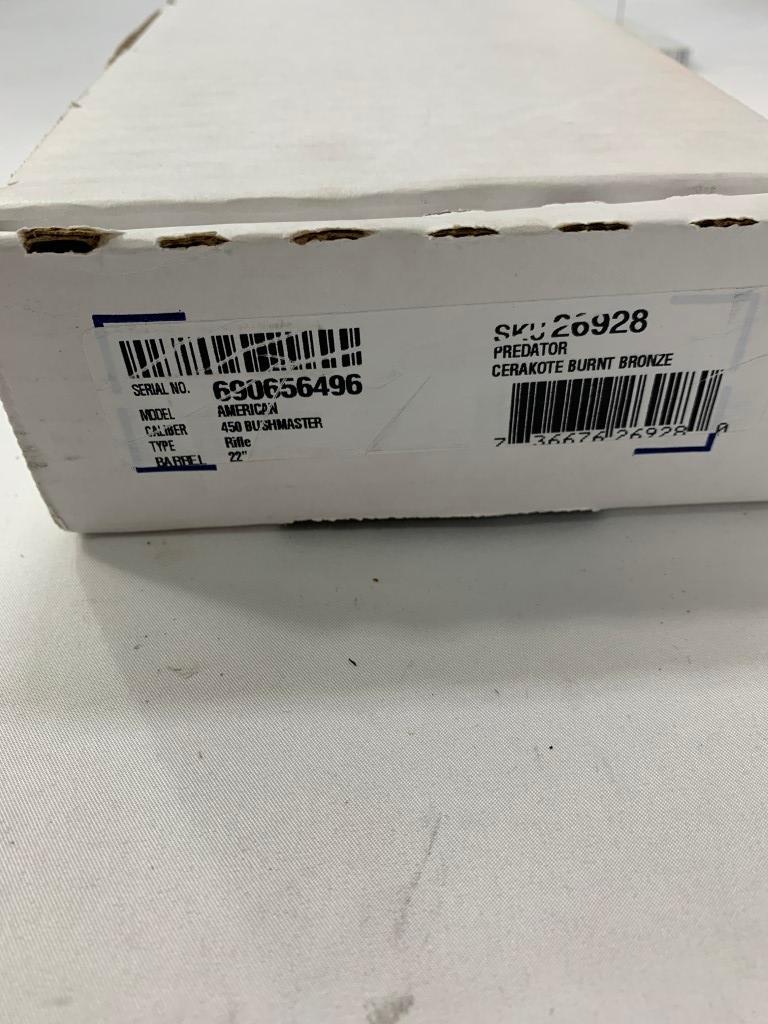 SERIAL NO. 690656496
MODEL AMERICAN
CALIBER 450 BUSHMASTER
TYPE Rifle
BARREL 22"
SKU 26928
PREDATOR
CERAKOTE BURNT BRONZE
7 36676 26928 0